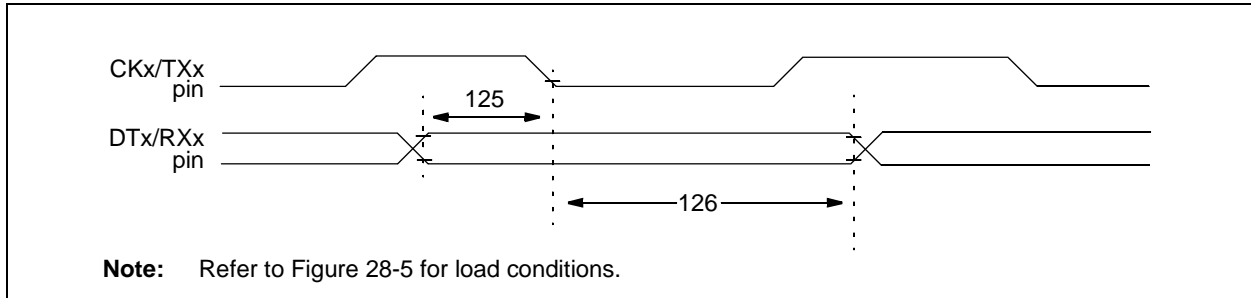 CKx/TXx
pin
125
DTx/RXx
pin
126
Note: Refer to Figure 28-5 for load conditions.